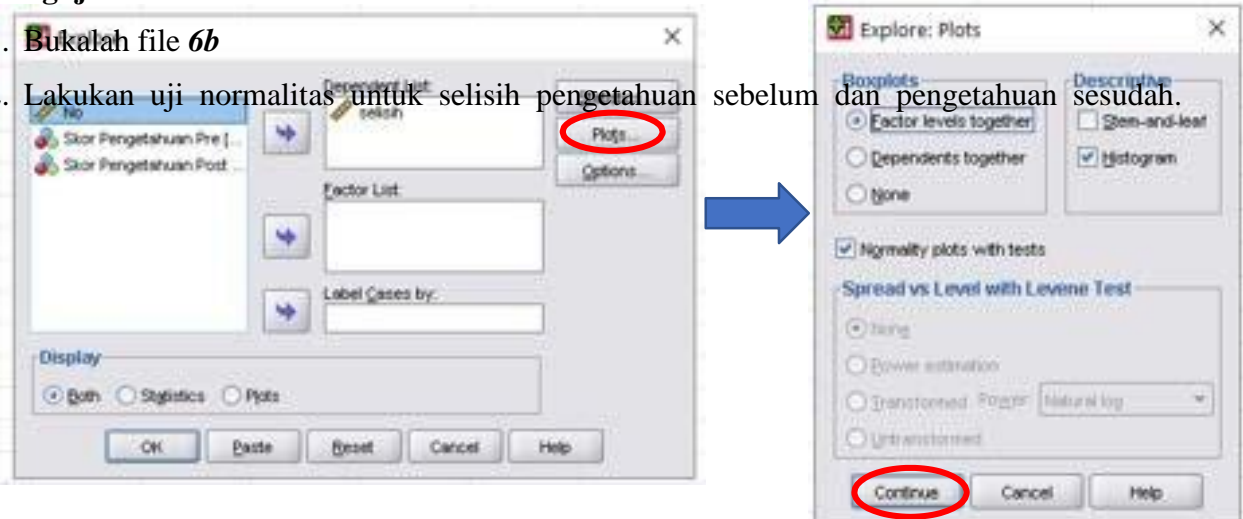 . Bukalah file 6b
. Lakukan uji normalitas untuk selisih pengetahuan sebelum dan pengetahuan sesudah.
Dependent List:
No
Skor Pengetahuan Pre [...
Skor Pengetahuan Post ...
selisih
Plots...
Options...
Factor List:
Label Cases by:
Display
Both Statistics Plots
OK Paste Reset Cancel Help
Explore: Plots
Boxplots
Factor levels together
Dependents together
None
Descriptive
Stem-and-leaf
Histogram
Normality plots with tests
Spread vs Level with Levene Test
None
Power estimation
Transformed Power: Natural log
Untransformed
Continue Cancel Help